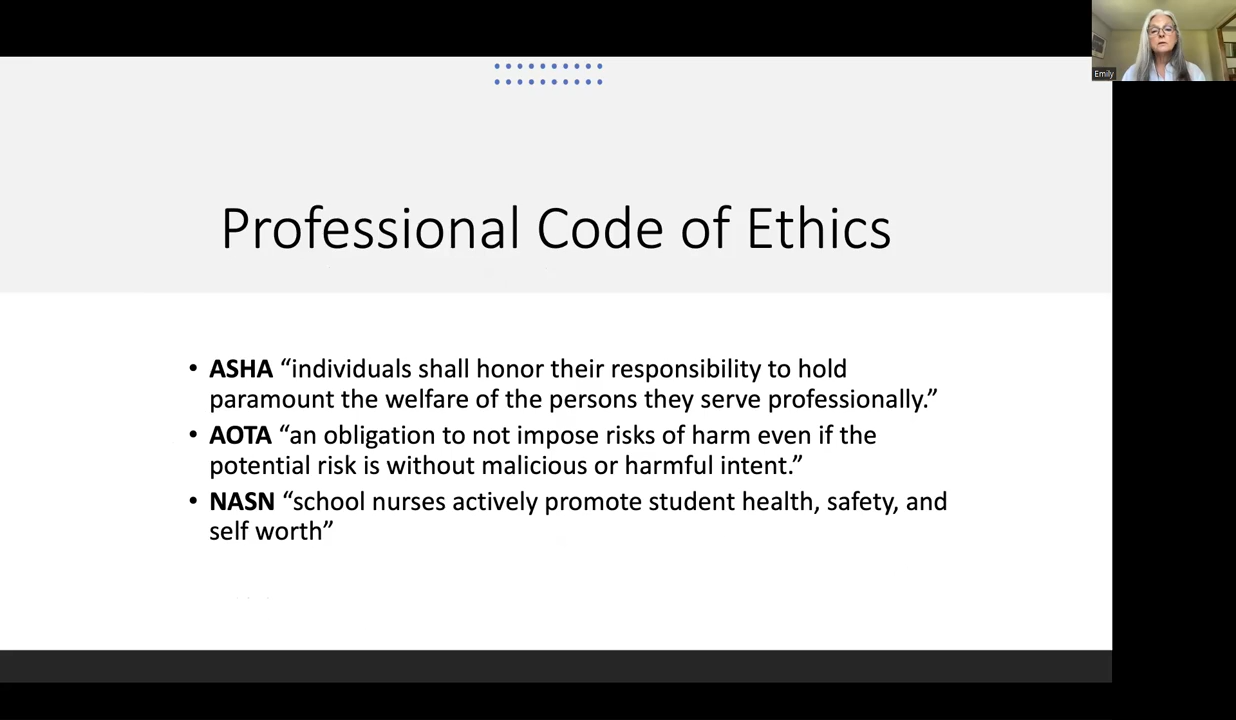 Emily
Professional Code of Ethics
• ASHA “individuals shall honor their responsibility to hold
paramount the welfare of the persons they serve professionally.”
• AOTA “an obligation to not impose risks of harm even if the
potential risk is without malicious or harmful intent.”
• NASN “school nurses actively promote student health, safety, and
self worth”